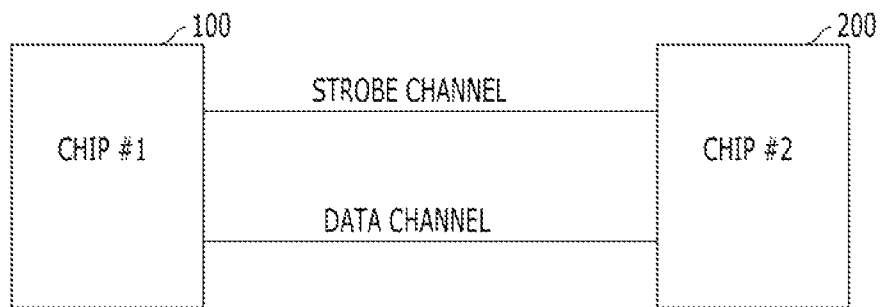 100
200
STROBE CHANNEL
CHIP #1
CHIP #2
DATA CHANNEL